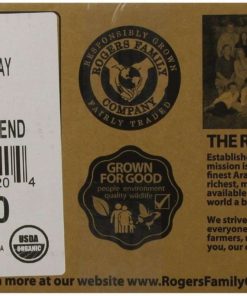 AY
END
20 4
0
USDA
ORGANIC
RESPONSIBLY GROWN
ROGERS FAMILY
COMPANY
FAIRLY TRADED
GROWN
FOR GOOD
people environment
quality wildlife
THE R
Establishe
mission is
finest Ara
richest, m
available
world a b
We strive
everyone
farmers, w
you, our
n more at our website www.RogersFamily